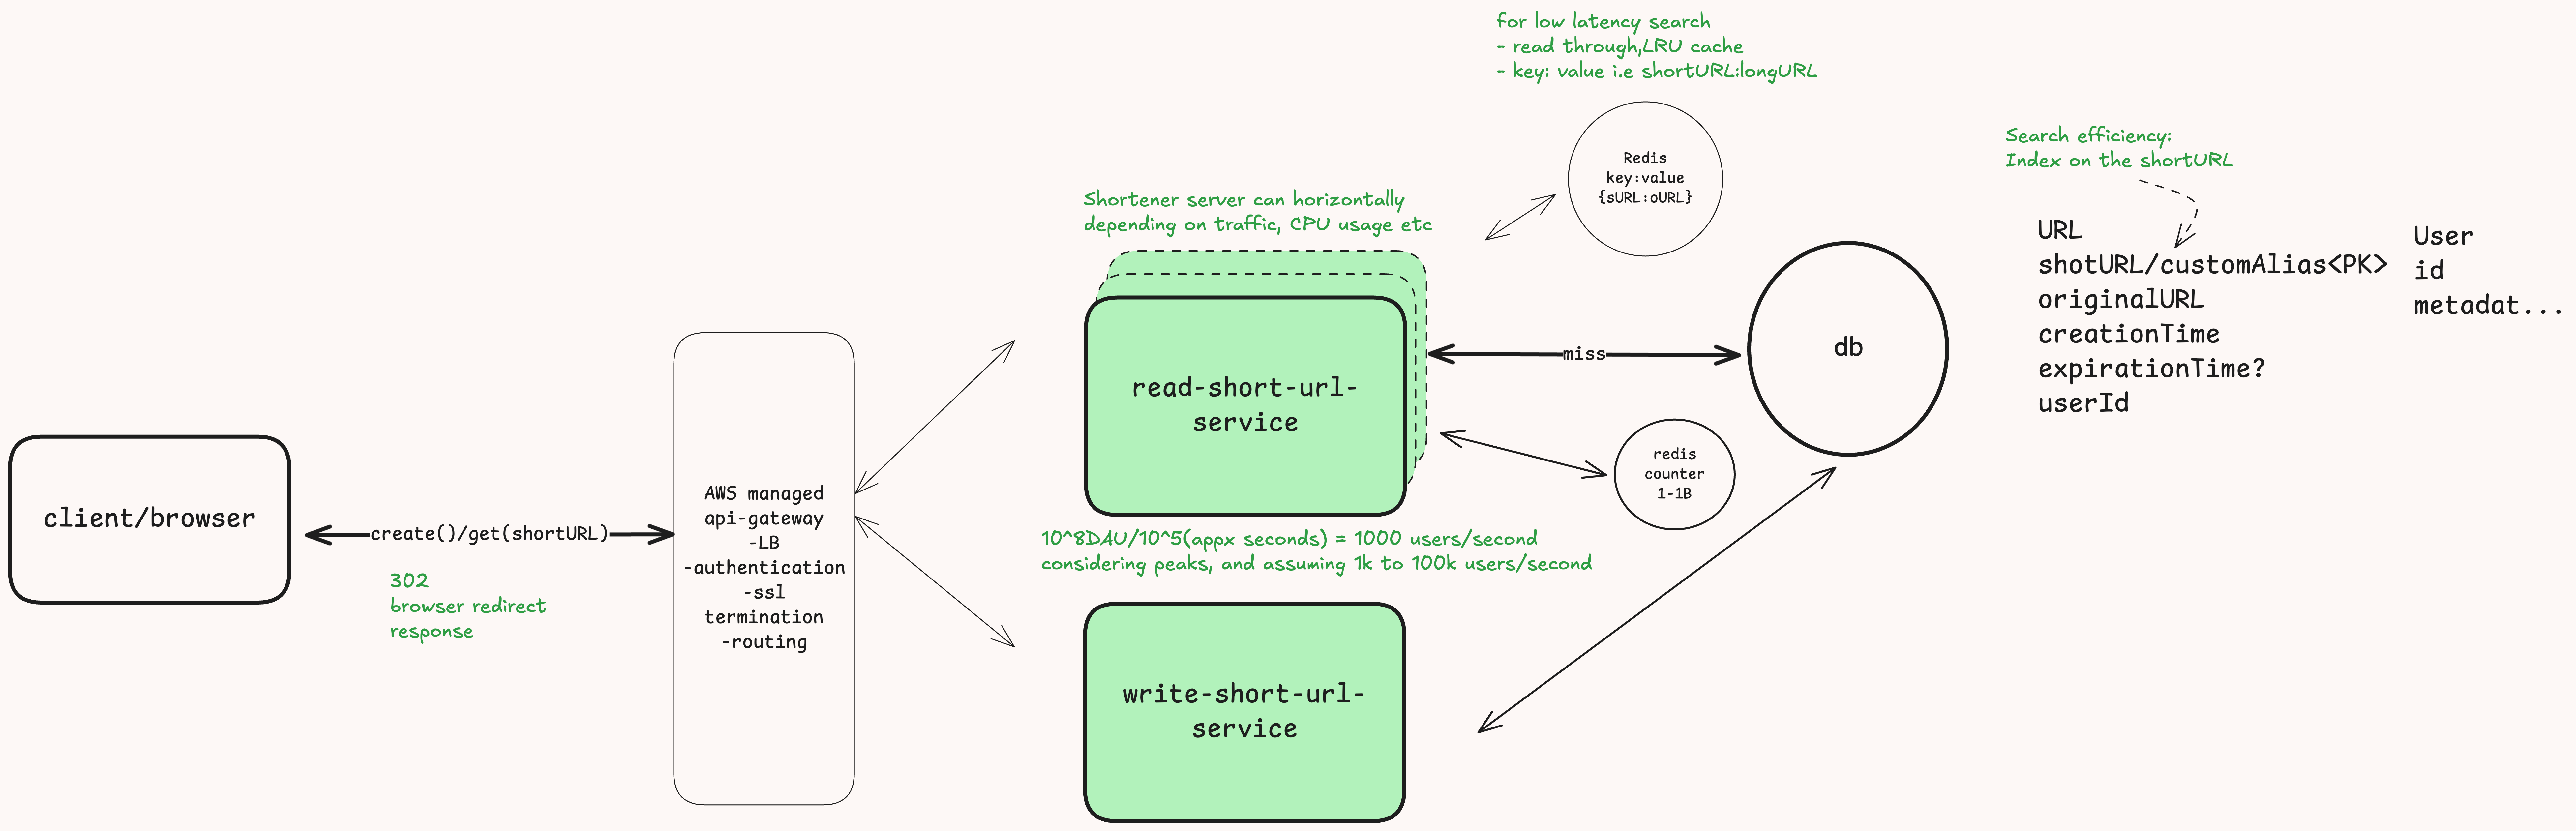 for low latency search
- read through,LRU cache
- key: value i.e shortURL:longURL
Redis
key:value
{sURL:oURL}
Search efficiency:
Index on the shortURL
URL
shotURL/customAlias<PK>
originalURL
creationTime
expirationTime?
userId
User
id
metadat...
Shortener server can horizontally
depending on traffic, CPU usage etc
read-short-url-
service
miss
db
redis
counter
1-1B
client/browser
create()/get(shortURL)
302
browser redirect
response
AWS managed
api-gateway
-LB
-authentication
-ssl
termination
-routing
10^8DAU/10^5(appx seconds) = 1000 users/second
considering peaks, and assuming 1k to 100k users/second
write-short-url-
service